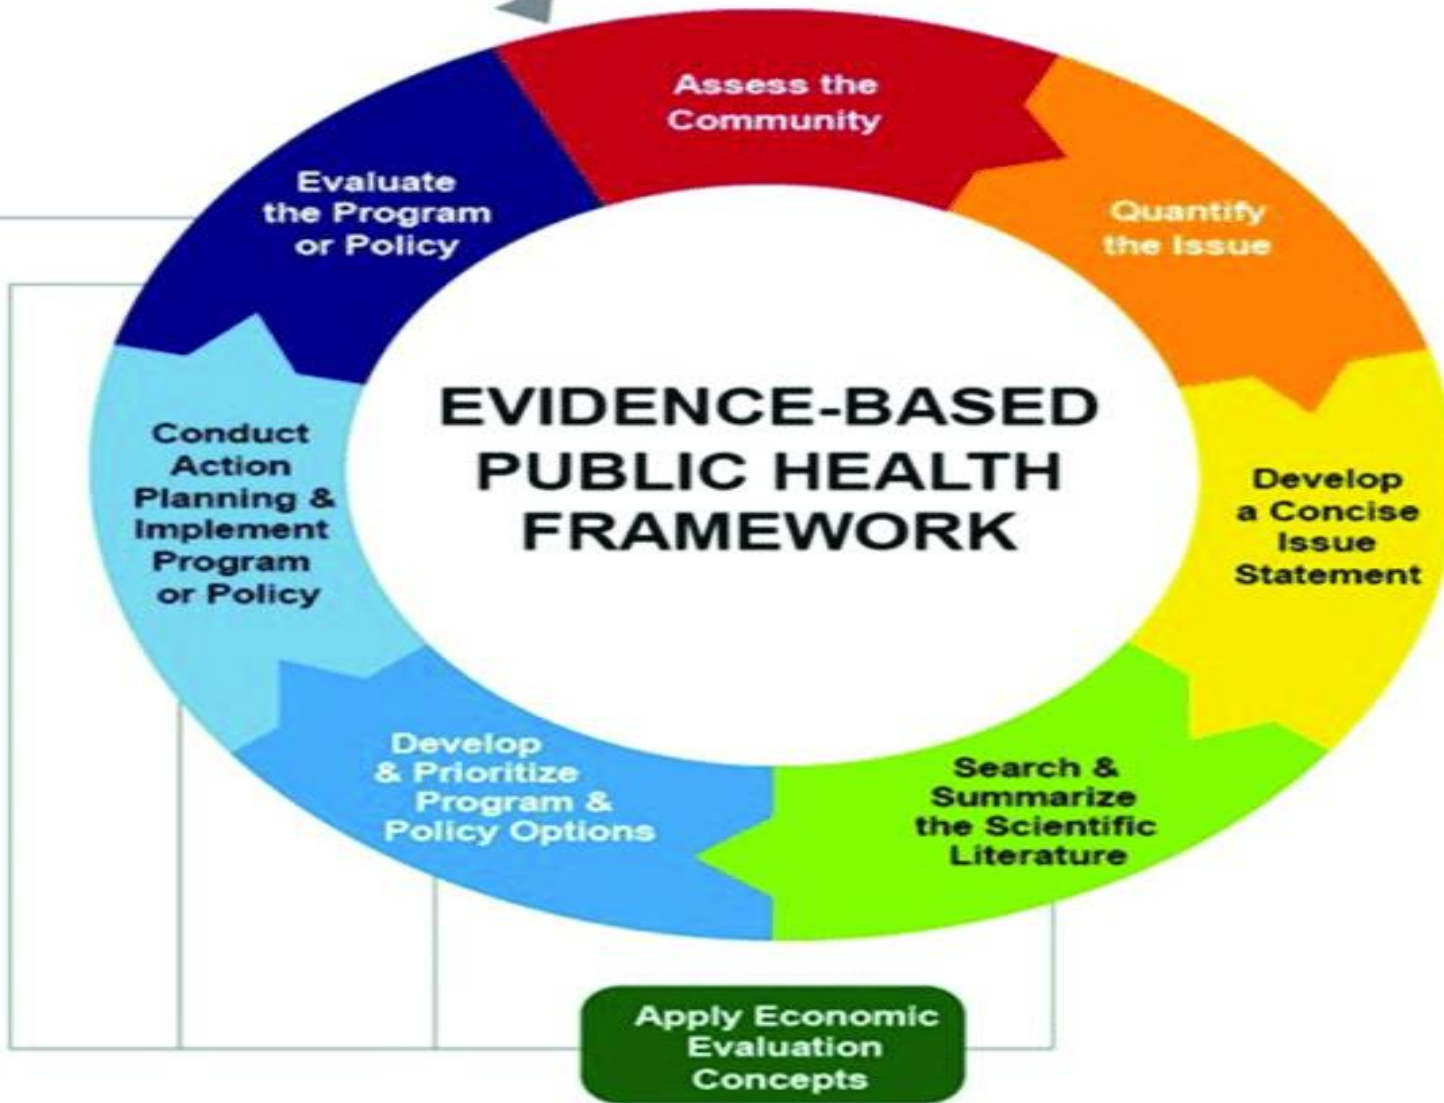 Assess the
Community
Quantify
the Issue
Develop
a Concise
Issue
Statement
Search &
Summarize
the Scientific
Literature
Develop
& Prioritize
Program &
Policy Options
Conduct
Action
Planning &
Implement
Program
or Policy
Evaluate
the Program
or Policy
EVIDENCE-BASED
PUBLIC HEALTH
FRAMEWORK
Apply Economic
Evaluation
Concepts